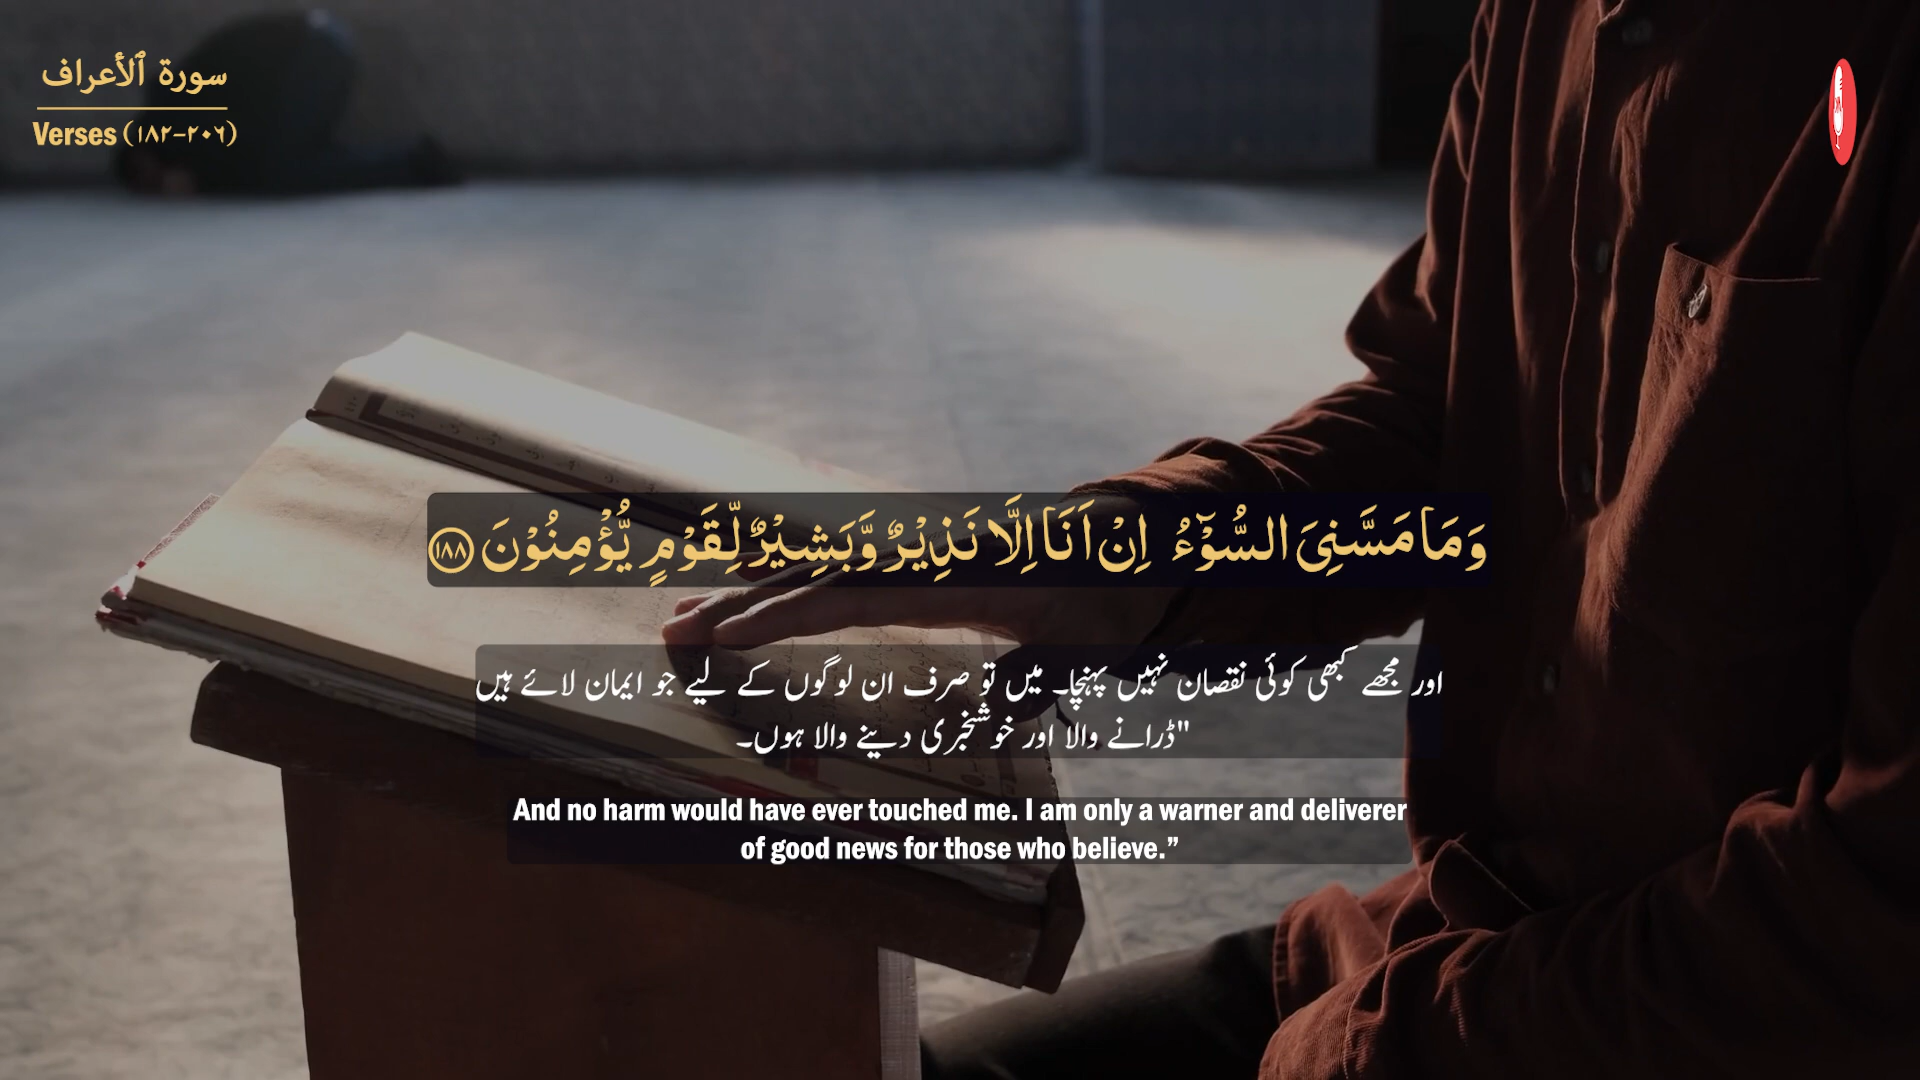 سورة ٱلأعراف
Verses (١٨٢-٢٠٦)
وَمَا مَسَّنِىَ السُّوْٓءُ ۛ اِنْ اَنَا اِلَّا نَذِيْرٌ وَّبَشِيْرٌ لِّقَوْمٍ يُّؤْمِنُوْنَ ١٨٨
اور مجھے کبھی کوئی نقصان نہیں پہنچا۔ میں تو صرف ان لوگوں کے لیے جو ایمان لائے ہیں
"ڈرانے والا اور خوشخبری دینے والا ہوں۔
And no harm would have ever touched me. I am only a warner and deliverer
of good news for those who believe.”